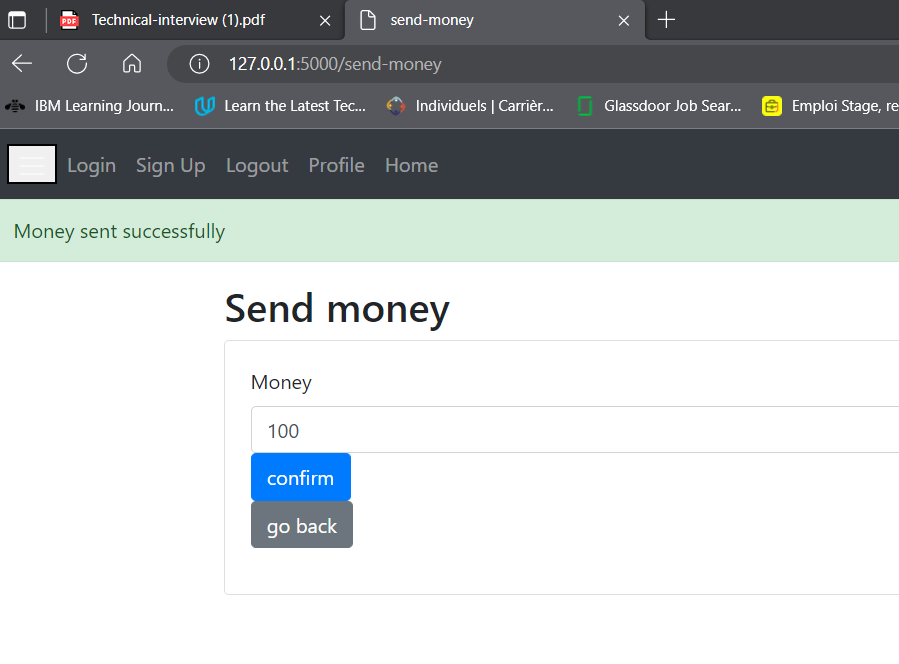 Technical-interview (1).pdf send-money
127.0.0.1:5000/send-money
IBM Learning Journ... Learn the Latest Tec... Individuels | Carrièr... Glassdoor Job Sear... Emploi Stage, re
Login Sign Up Logout Profile Home
Money sent successfully
Send money
Money
100
confirm
go back